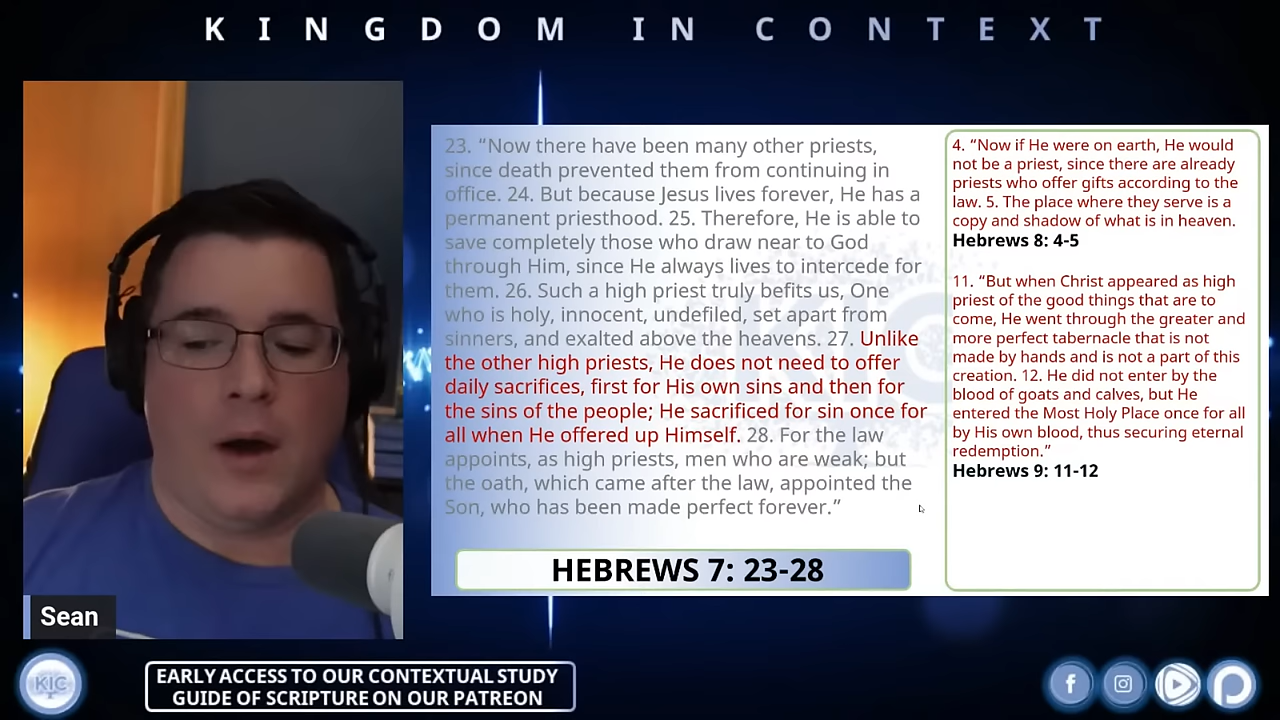 KINGDOM IN CONTEXT
23. “Now there have been many other priests,
since death prevented them from continuing in
office. 24. But because Jesus lives forever, He has a
permanent priesthood. 25. Therefore, He is able to
save completely those who draw near to God
through Him, since He always lives to intercede for
them. 26. Such a high priest truly befits us, One
who is holy, innocent, undefiled, set apart from
sinners, and exalted above the heavens. 27. Unlike
the other high priests, He does not need to offer
daily sacrifices, first for His own sins and then for
the sins of the people; He sacrificed for sin once for
all when He offered up Himself. 28. For the law
appoints, as high priests, men who are weak; but
the oath, which came after the law, appointed the
Son, who has been made perfect forever.”
HEBREWS 7: 23-28
4. “Now if He were on earth, He would
not be a priest, since there are already
priests who offer gifts according to the
law. 5. The place where they serve is a
copy and shadow of what is in heaven.
Hebrews 8: 4-5
11. “But when Christ appeared as high
priest of the good things that are to
come, He went through the greater and
more perfect tabernacle that is not
made by hands and is not a part of this
creation. 12. He did not enter by the
blood of goats and calves, but He
entered the Most Holy Place once for all
by His own blood, thus securing eternal
redemption.”
Hebrews 9: 11-12
Sean
KIC
EARLY ACCESS TO OUR CONTEXTUAL STUDY
GUIDE OF SCRIPTURE ON OUR PATREON